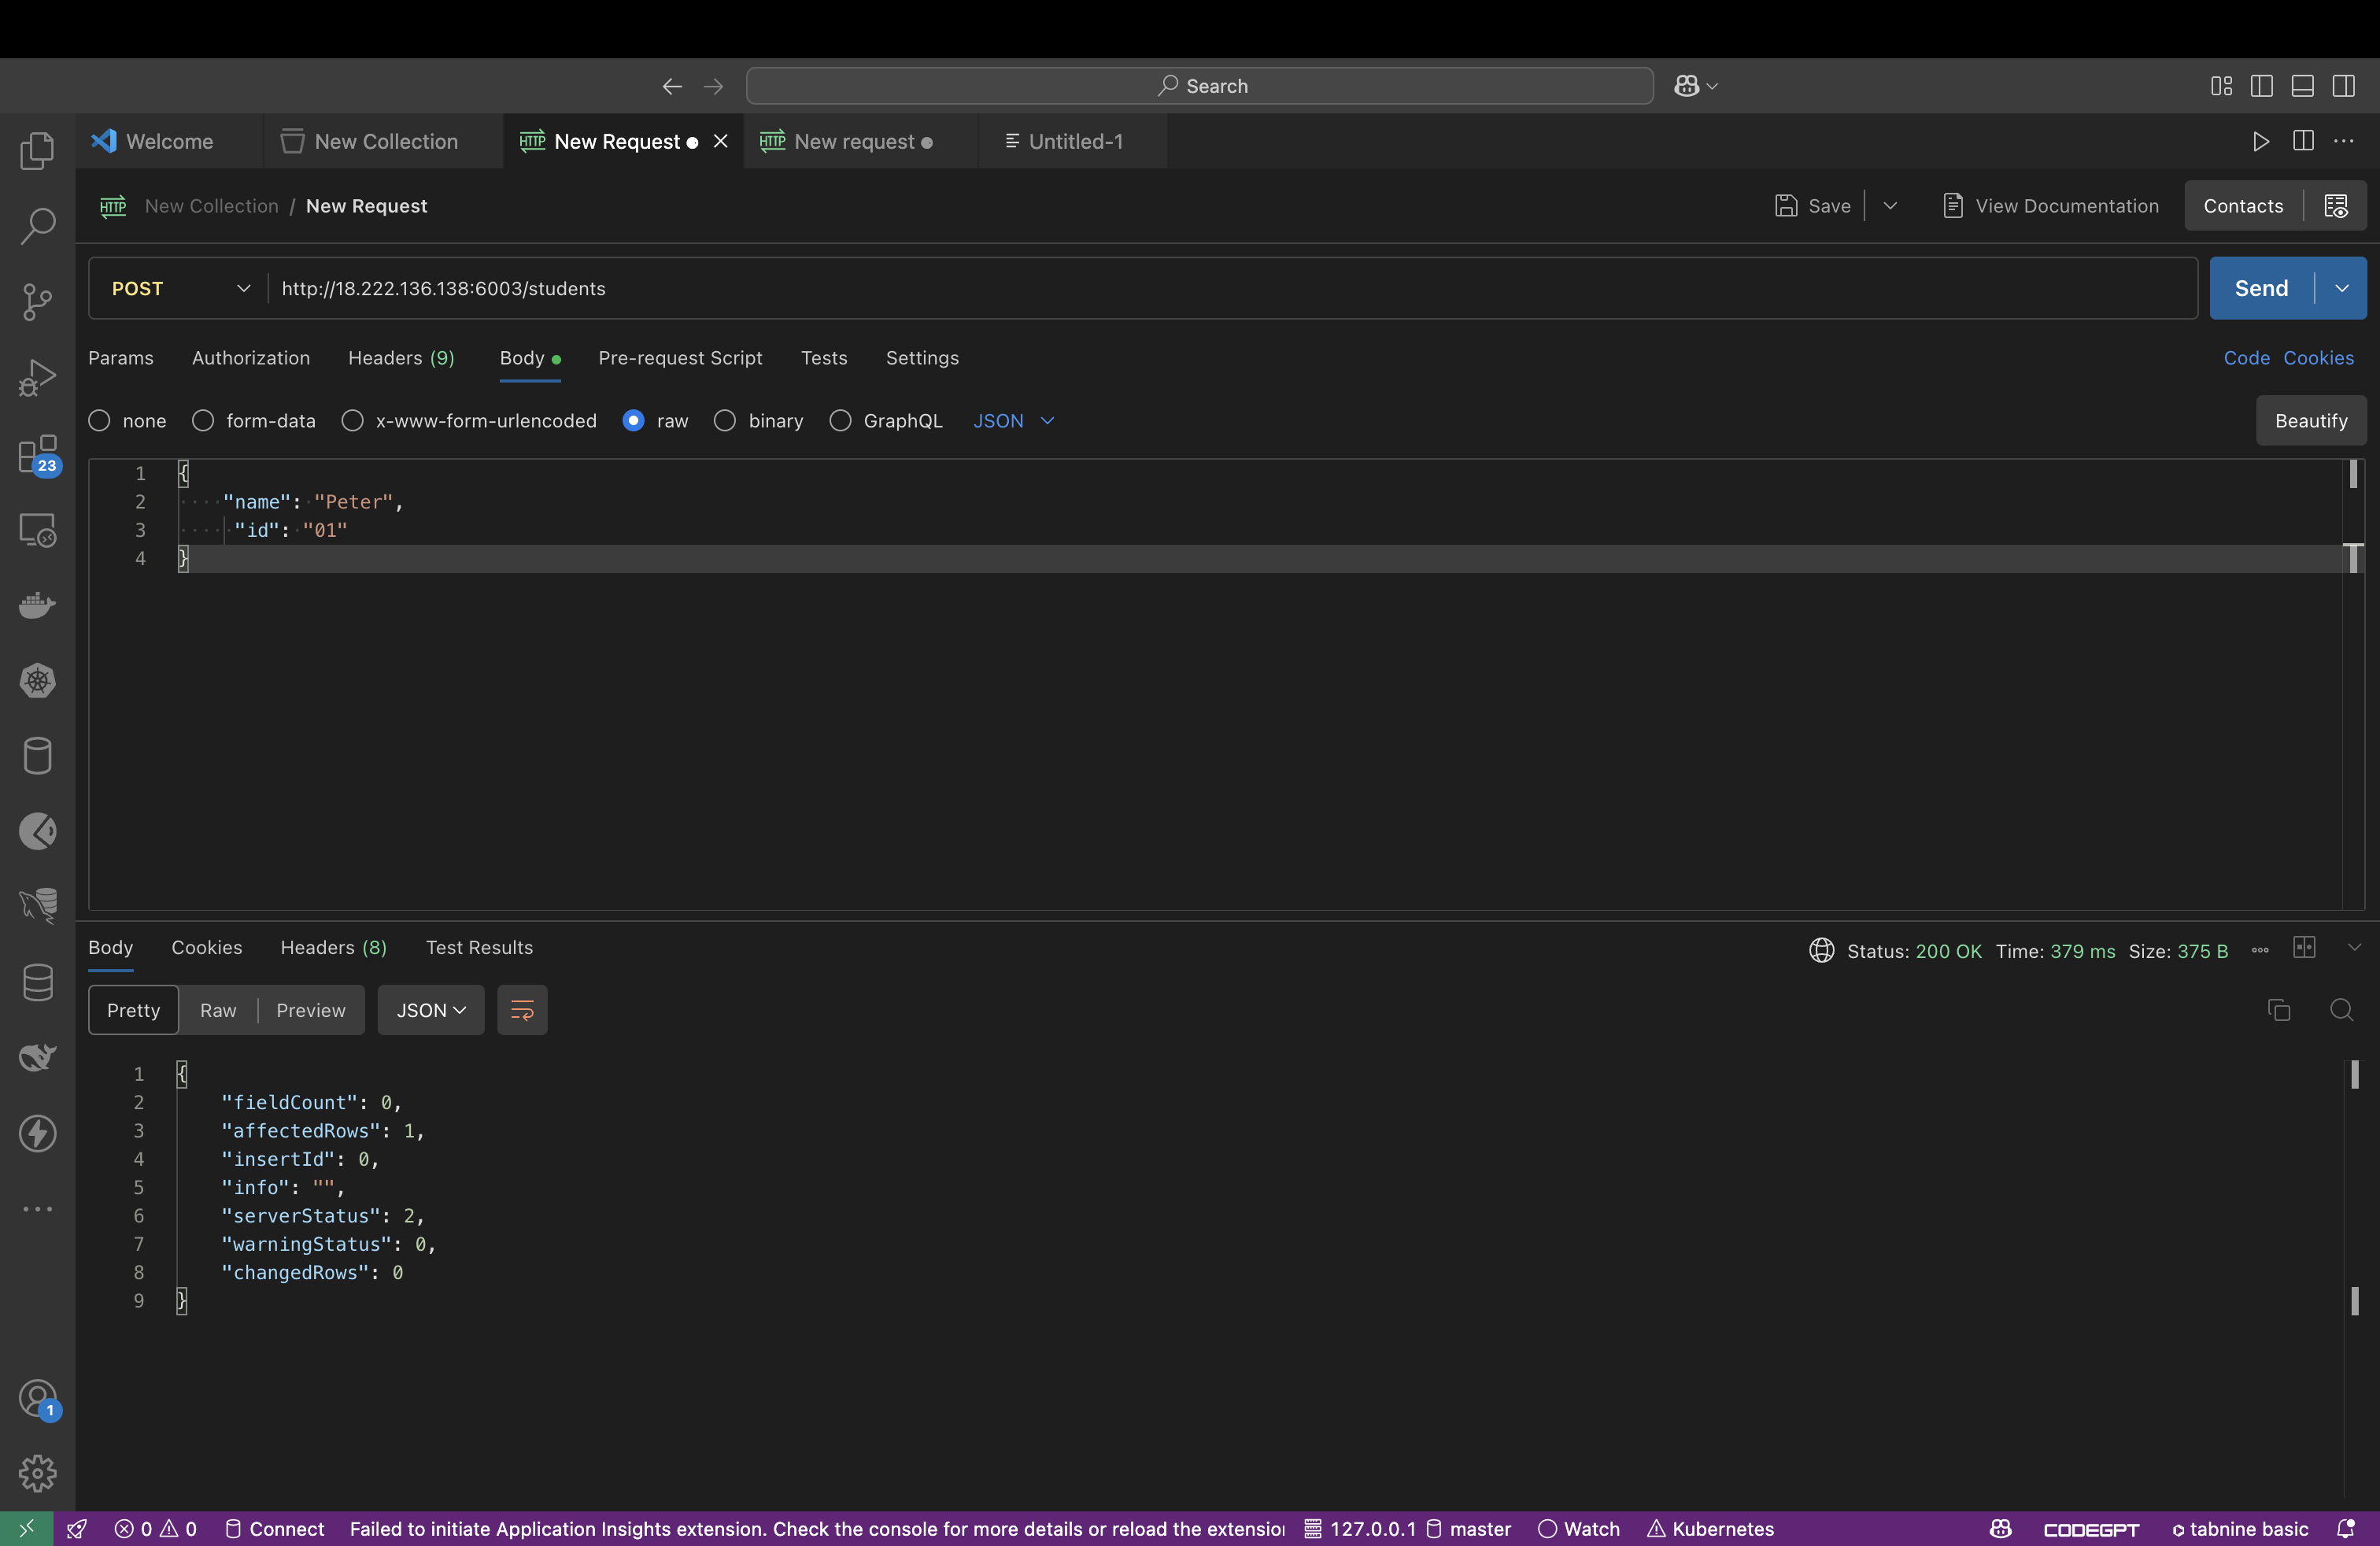 Search
Welcome
New Collection
HTTP New Request
HTTP New request
Untitled-1
HTTP New Collection / New Request
Save
View Documentation
Contacts
POST
http://18.222.136.138:6003/students
Send
Params Authorization Headers (9) Body Pre-request Script Tests Settings
Code Cookies
none form-data x-www-form-urlencoded raw binary GraphQL JSON
Beautify
1 {
2 "name": "Peter",
3 "id": "01"
4 }
23
Body Cookies Headers (8) Test Results
Status: 200 OK Time: 379 ms Size: 375 B
Pretty Raw Preview JSON
1 {
2 "fieldCount": 0,
3 "affectedRows": 1,
4 "insertId": 0,
5 "info": "",
6 "serverStatus": 2,
7 "warningStatus": 0,
8 "changedRows": 0
9 }
1
0 0 Connect Failed to initiate Application Insights extension. Check the console for more details or reload the extension 127.0.0.1 master Watch Kubernetes CODEGPT tabnine basic